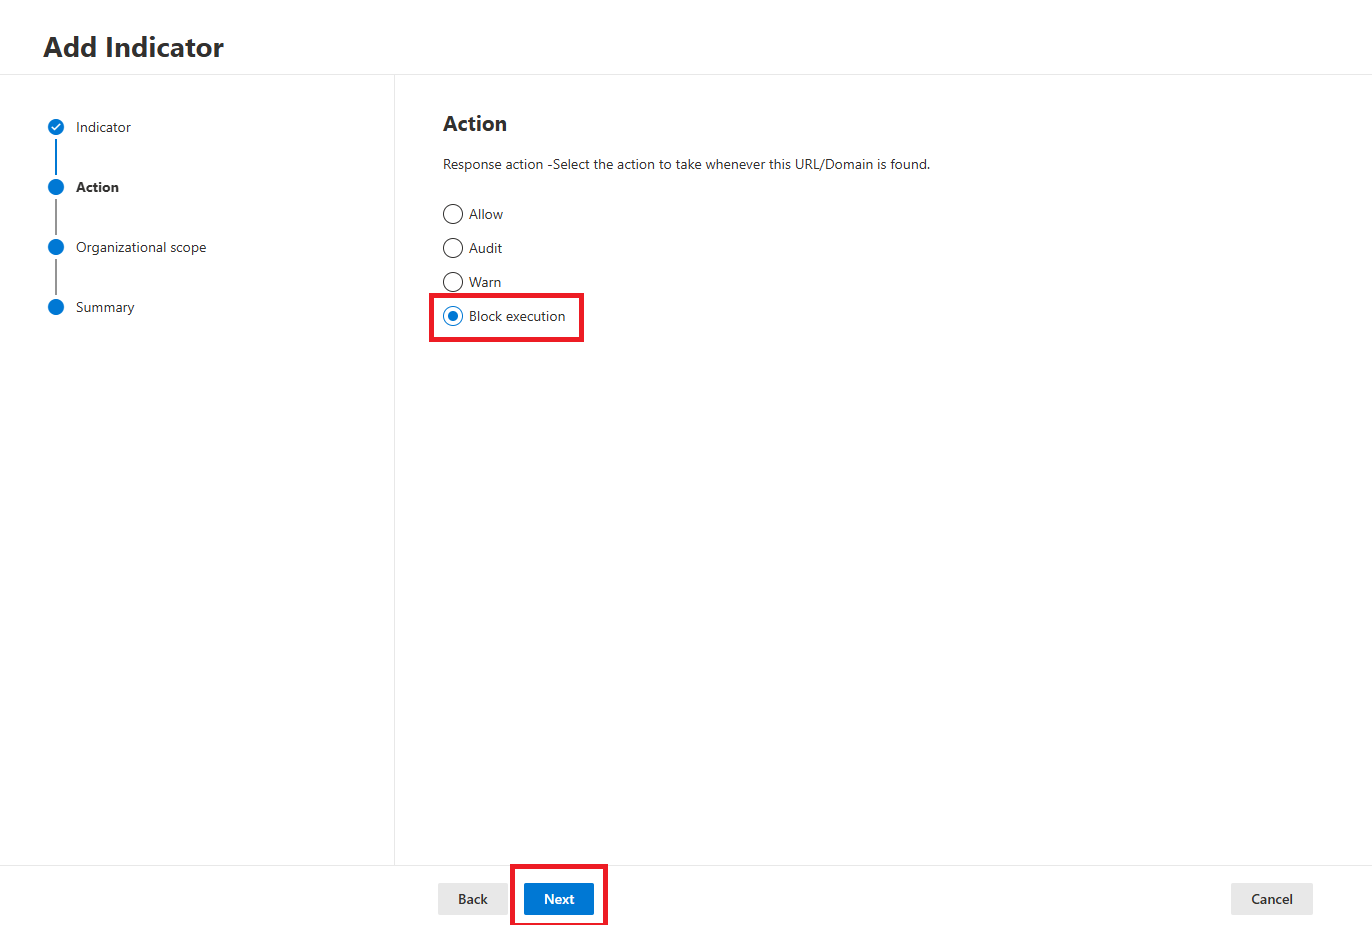 Add Indicator
Indicator
Action
Organizational scope
Summary
Action
Response action -Select the action to take whenever this URL/Domain is found.
Allow
Audit
Warn
Block execution
Back
Next
Cancel